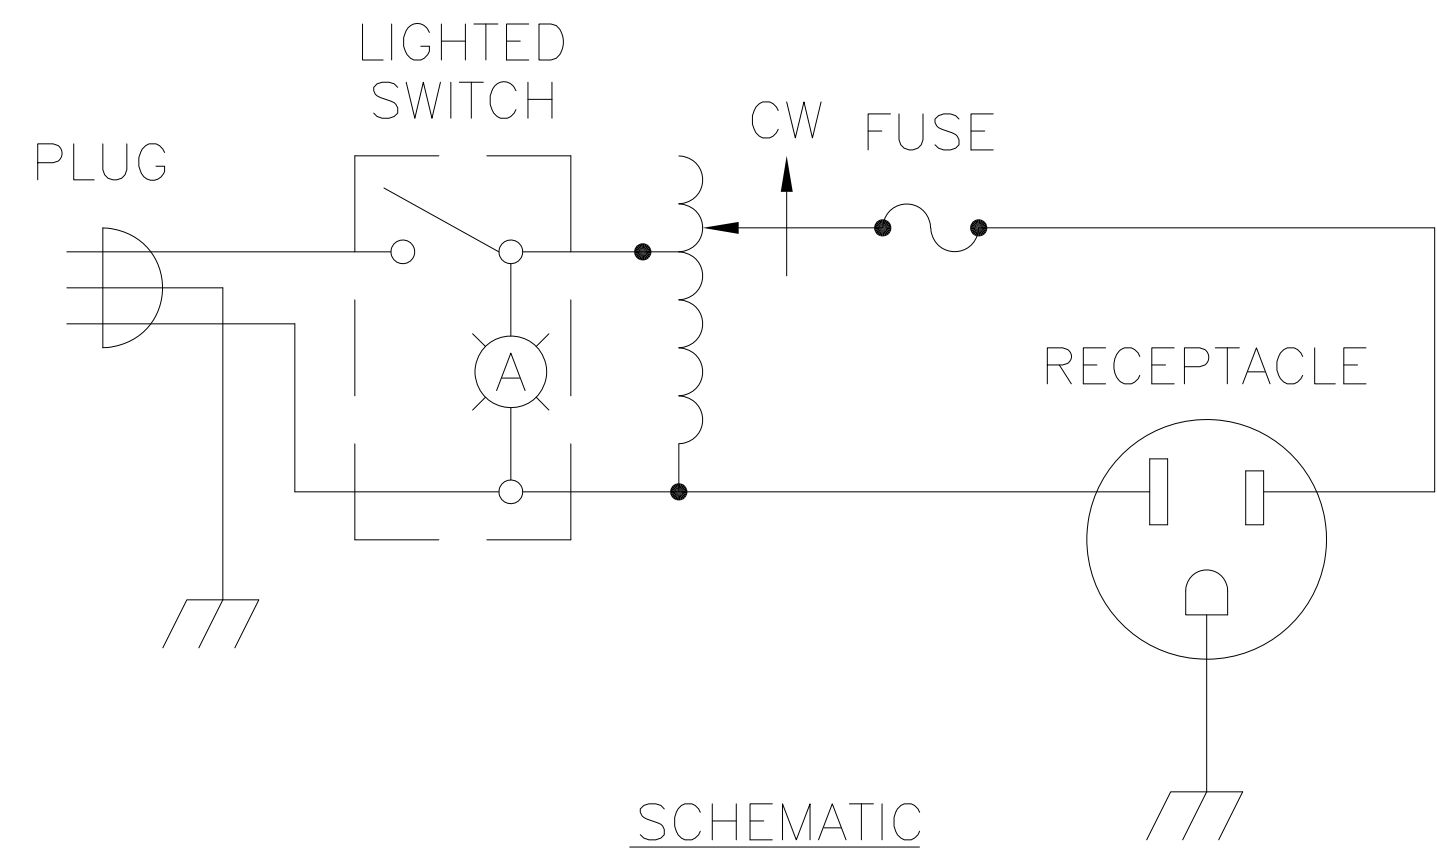 LIGHTED
SWITCH
CW
FUSE
PLUG
A
RECEPTACLE
SCHEMATIC